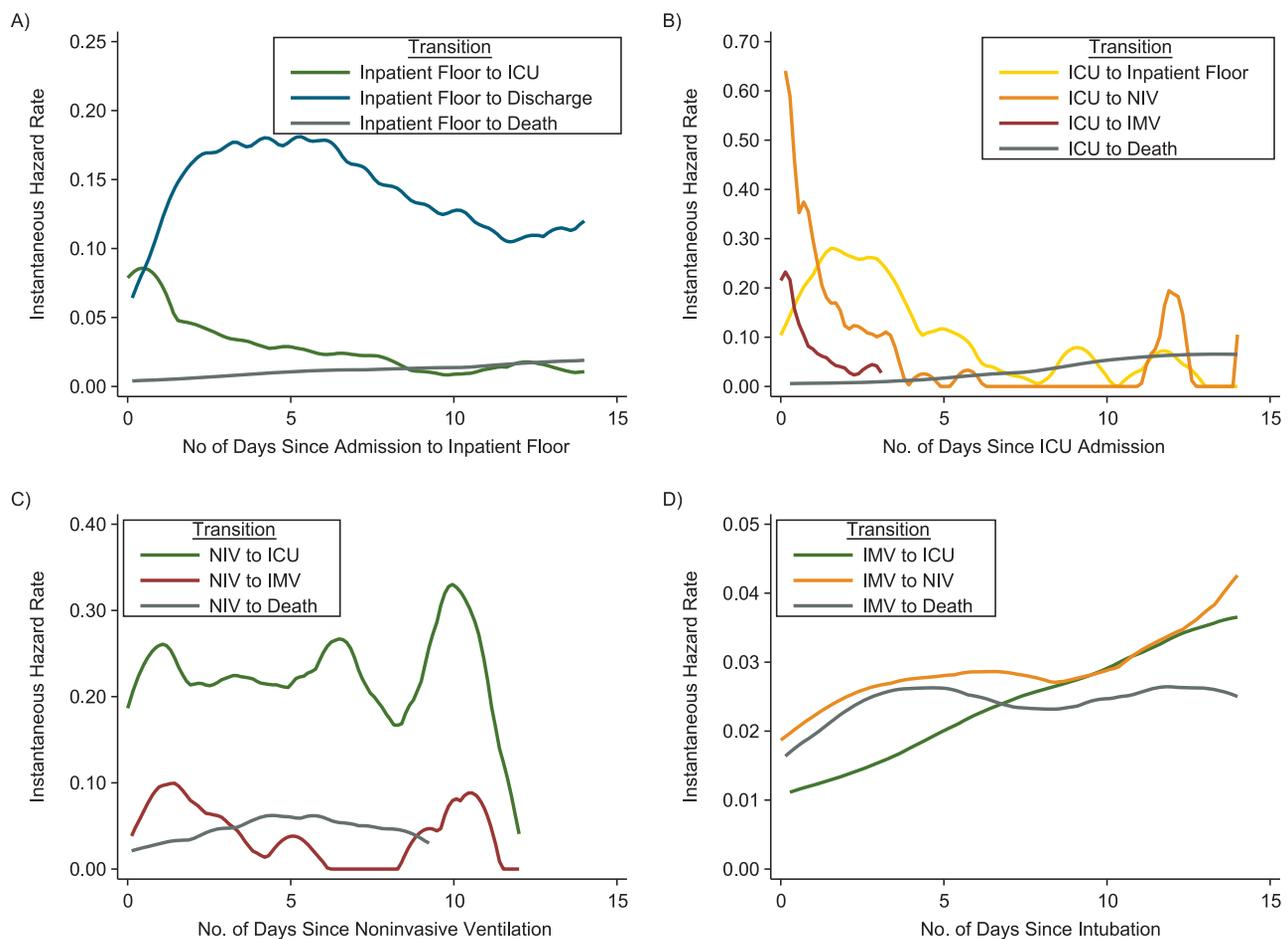 A)
Instantaneous Hazard Rate
0.25
0.20
0.15
0.10
0.05
0.00
Transition
Inpatient Floor to ICU
Inpatient Floor to Discharge
Inpatient Floor to Death
0
5
10
15
No of Days Since Admission to Inpatient Floor
B)
Instantaneous Hazard Rate
0.70
0.60
0.50
0.40
0.30
0.20
0.10
0.00
Transition
ICU to Inpatient Floor
ICU to NIV
ICU to IMV
ICU to Death
0
5
10
15
No. of Days Since ICU Admission
C)
Instantaneous Hazard Rate
0.40
0.30
0.20
0.10
0.00
Transition
NIV to ICU
NIV to IMV
NIV to Death
0
5
10
15
No. of Days Since Noninvasive Ventilation
D)
Instantaneous Hazard Rate
0.05
0.04
0.03
0.02
0.01
0.00
Transition
IMV to ICU
IMV to NIV
IMV to Death
0
5
10
15
No. of Days Since Intubation